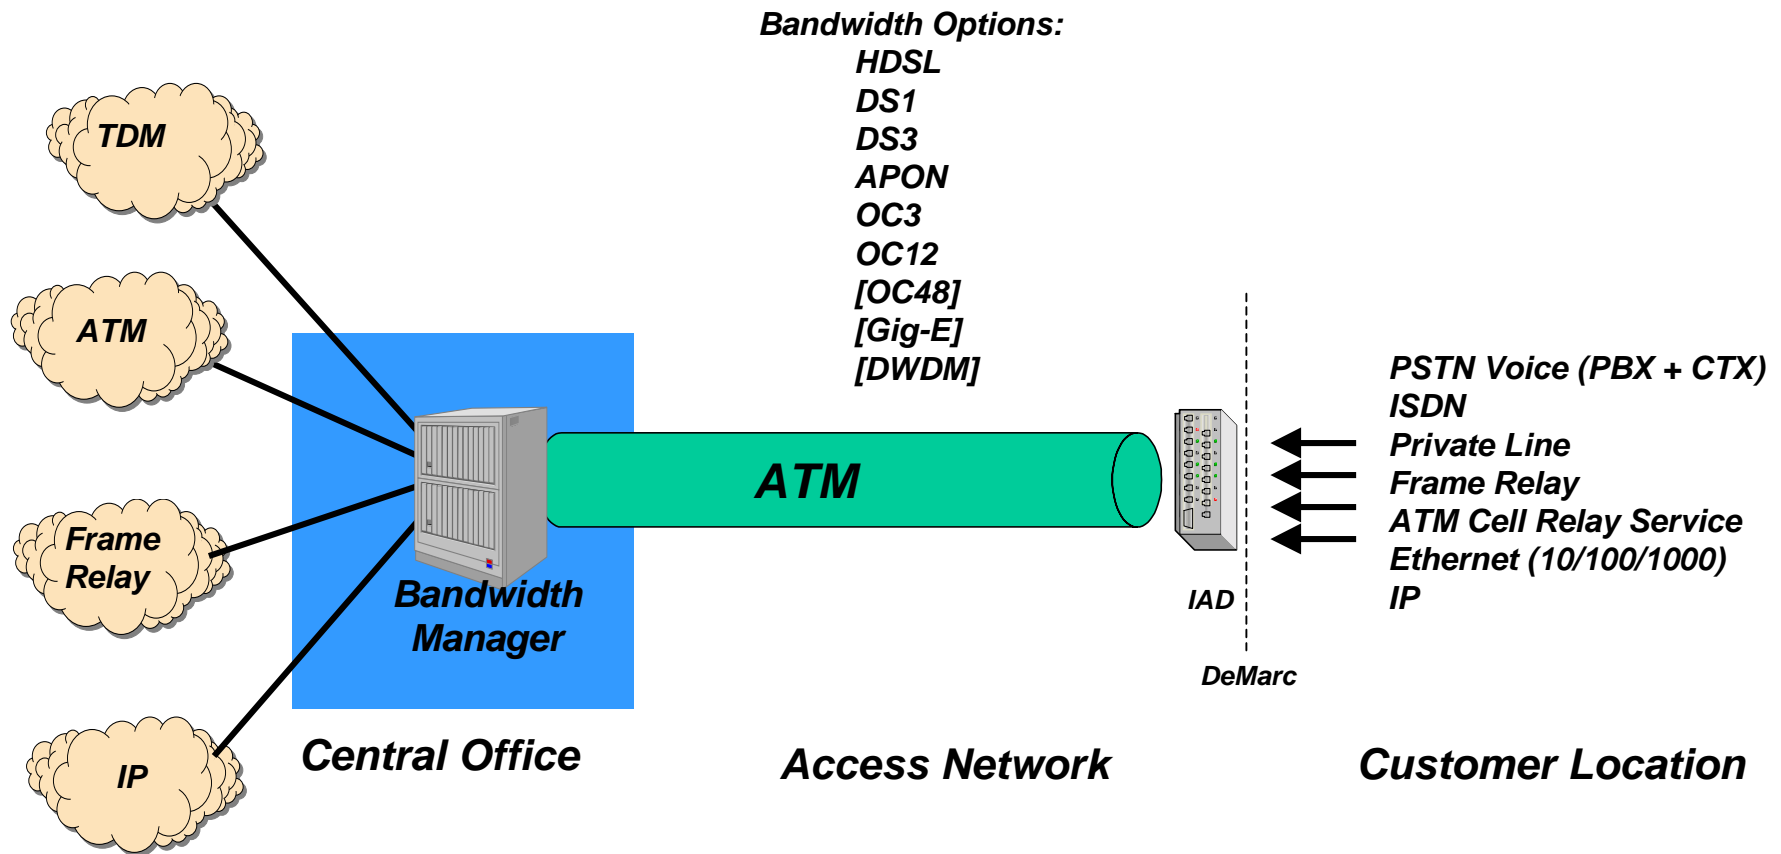 Bandwidth Options:
HDSL
DS1
DS3
APON
OC3
OC12
[OC48]
[Gig-E]
[DWDM]
TDM
ATM
Frame
Relay
IP
Bandwidth
Manager
Central Office
ATM
Access Network
IAD
DeMarc
PSTN Voice (PBX + CTX)
ISDN
Private Line
Frame Relay
ATM Cell Relay Service
Ethernet (10/100/1000)
IP
Customer Location